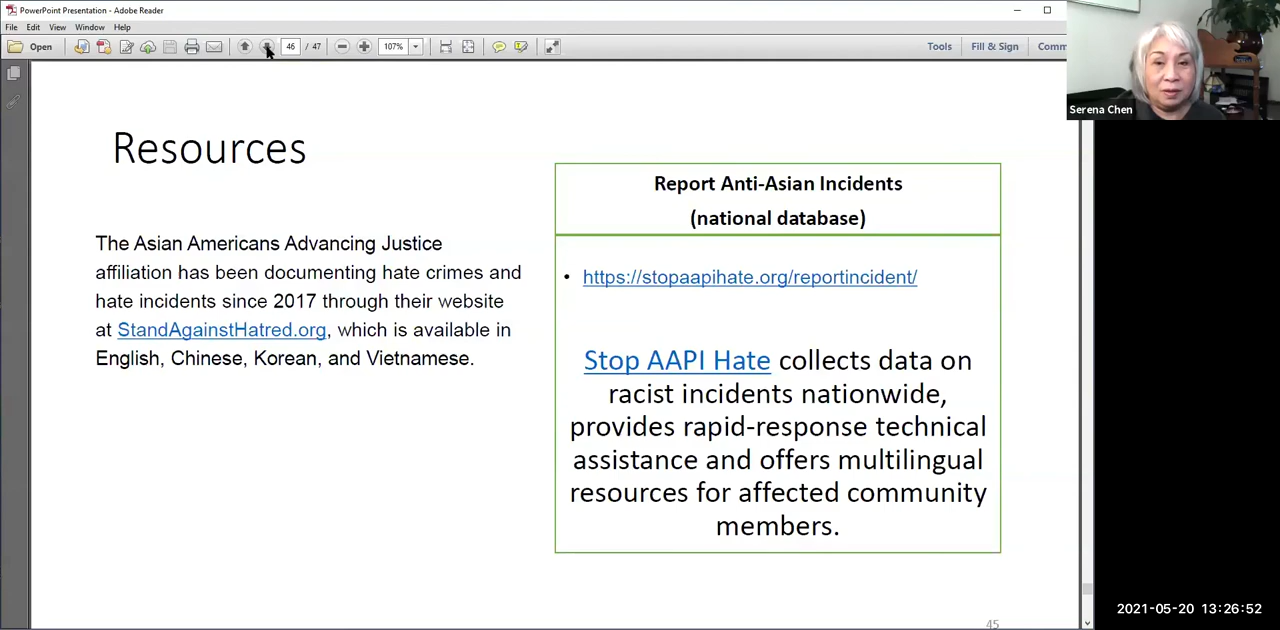 PowerPoint Presentation - Adobe Reader
File Edit View Window Help
Open 46 / 47 107% Tools Fill & Sign Comm
Serena Chen
Resources
The Asian Americans Advancing Justice
affiliation has been documenting hate crimes and
hate incidents since 2017 through their website
at StandAgainstHatred.org, which is available in
English, Chinese, Korean, and Vietnamese.
Report Anti-Asian Incidents
(national database)
• https://stopaapihate.org/reportincident/
Stop AAPI Hate collects data on
racist incidents nationwide,
provides rapid-response technical
assistance and offers multilingual
resources for affected community
members.
45
2021-05-20 13:26:52